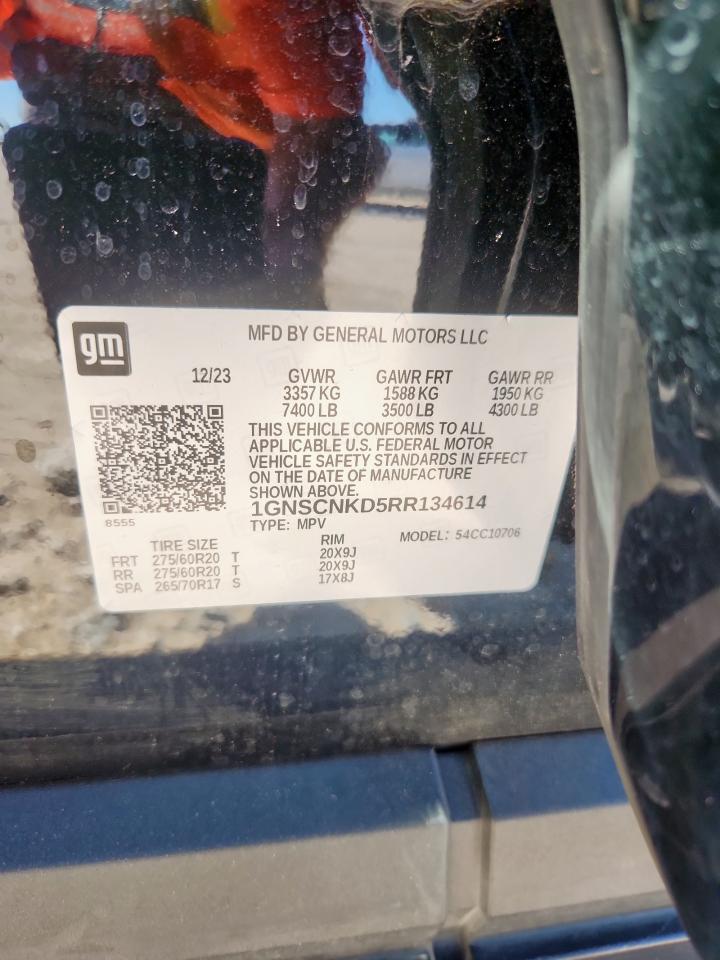 gm
MFD BY GENERAL MOTORS LLC
12/23 GVWR GAWR FRT GAWR RR
3357 KG 1588 KG 1950 KG
7400 LB 3500 LB 4300 LB
THIS VEHICLE CONFORMS TO ALL
APPLICABLE U.S. FEDERAL MOTOR
VEHICLE SAFETY STANDARDS IN EFFECT
ON THE DATE OF MANUFACTURE
SHOWN ABOVE.
1GNSCNKD5RR134614
8555
TYPE: MPV MODEL: 54CC10706
TIRE SIZE RIM
FRT 275/60R20 T 20X9J
RR 275/60R20 T 20X9J
SPA 265/70R17 S 17X8J